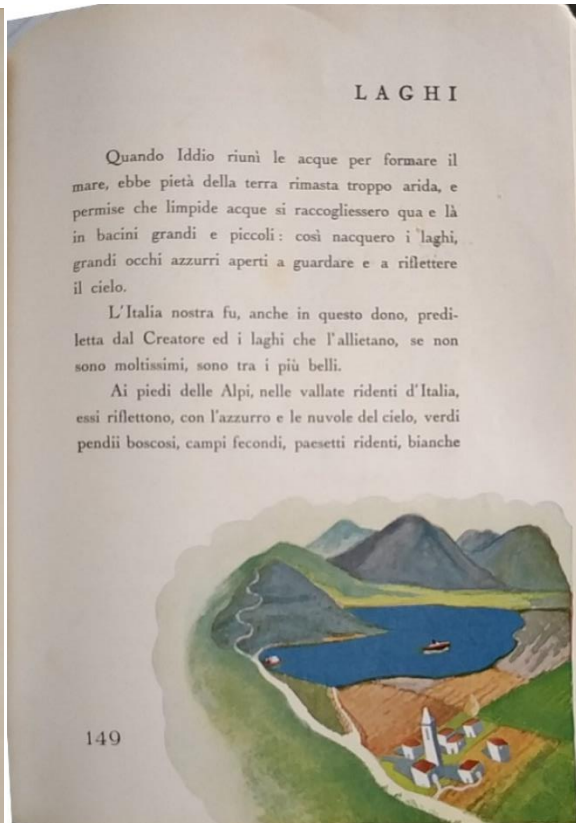 LAGHI
Quando Iddio riunì le acque per formare il
mare, ebbe pietà della terra rimasta troppo arida, e
permise che limpide acque si raccogliessero qua e là
in bacini grandi e piccoli: così nacquero i laghi,
grandi occhi azzurri aperti a guardare e a riflettere
il cielo.
L'Italia nostra fu, anche in questo dono, predi-
letta dal Creatore ed i laghi che l'allietano, se non
sono moltissimi, sono tra i più belli.
Ai piedi delle Alpi, nelle vallate ridenti d'Italia,
essi riflettono, con l'azzurro e le nuvole del cielo, verdi
pendii boscosi, campi fecondi, paesetti ridenti, bianche
149